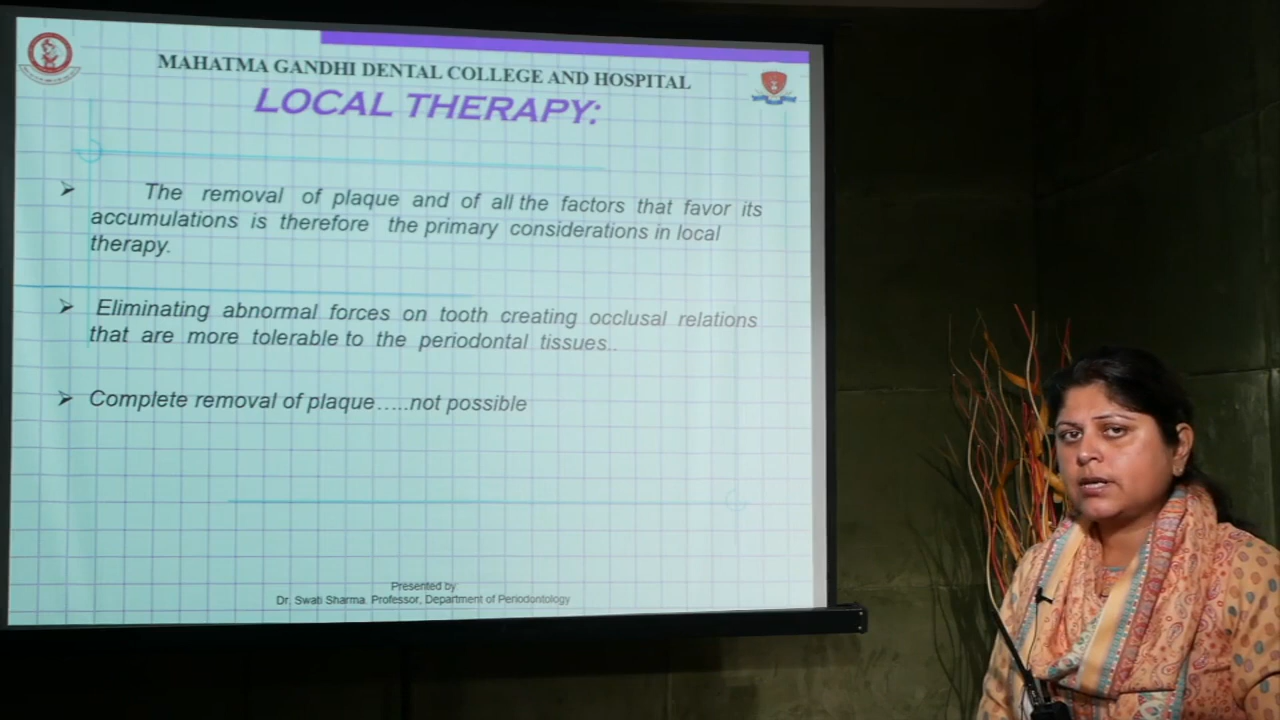 MAHATMA GANDHI DENTAL COLLEGE AND HOSPITAL
LOCAL THERAPY:
➢ The removal of plaque and of all the factors that favor its
accumulations is therefore the primary considerations in local
therapy.
➢ Eliminating abnormal forces on tooth creating occlusal relations
that are more tolerable to the periodontal tissues..
➢ Complete removal of plaque.....not possible
Presented by
Dr. Swati Sharma. Professor, Department of Periodontology